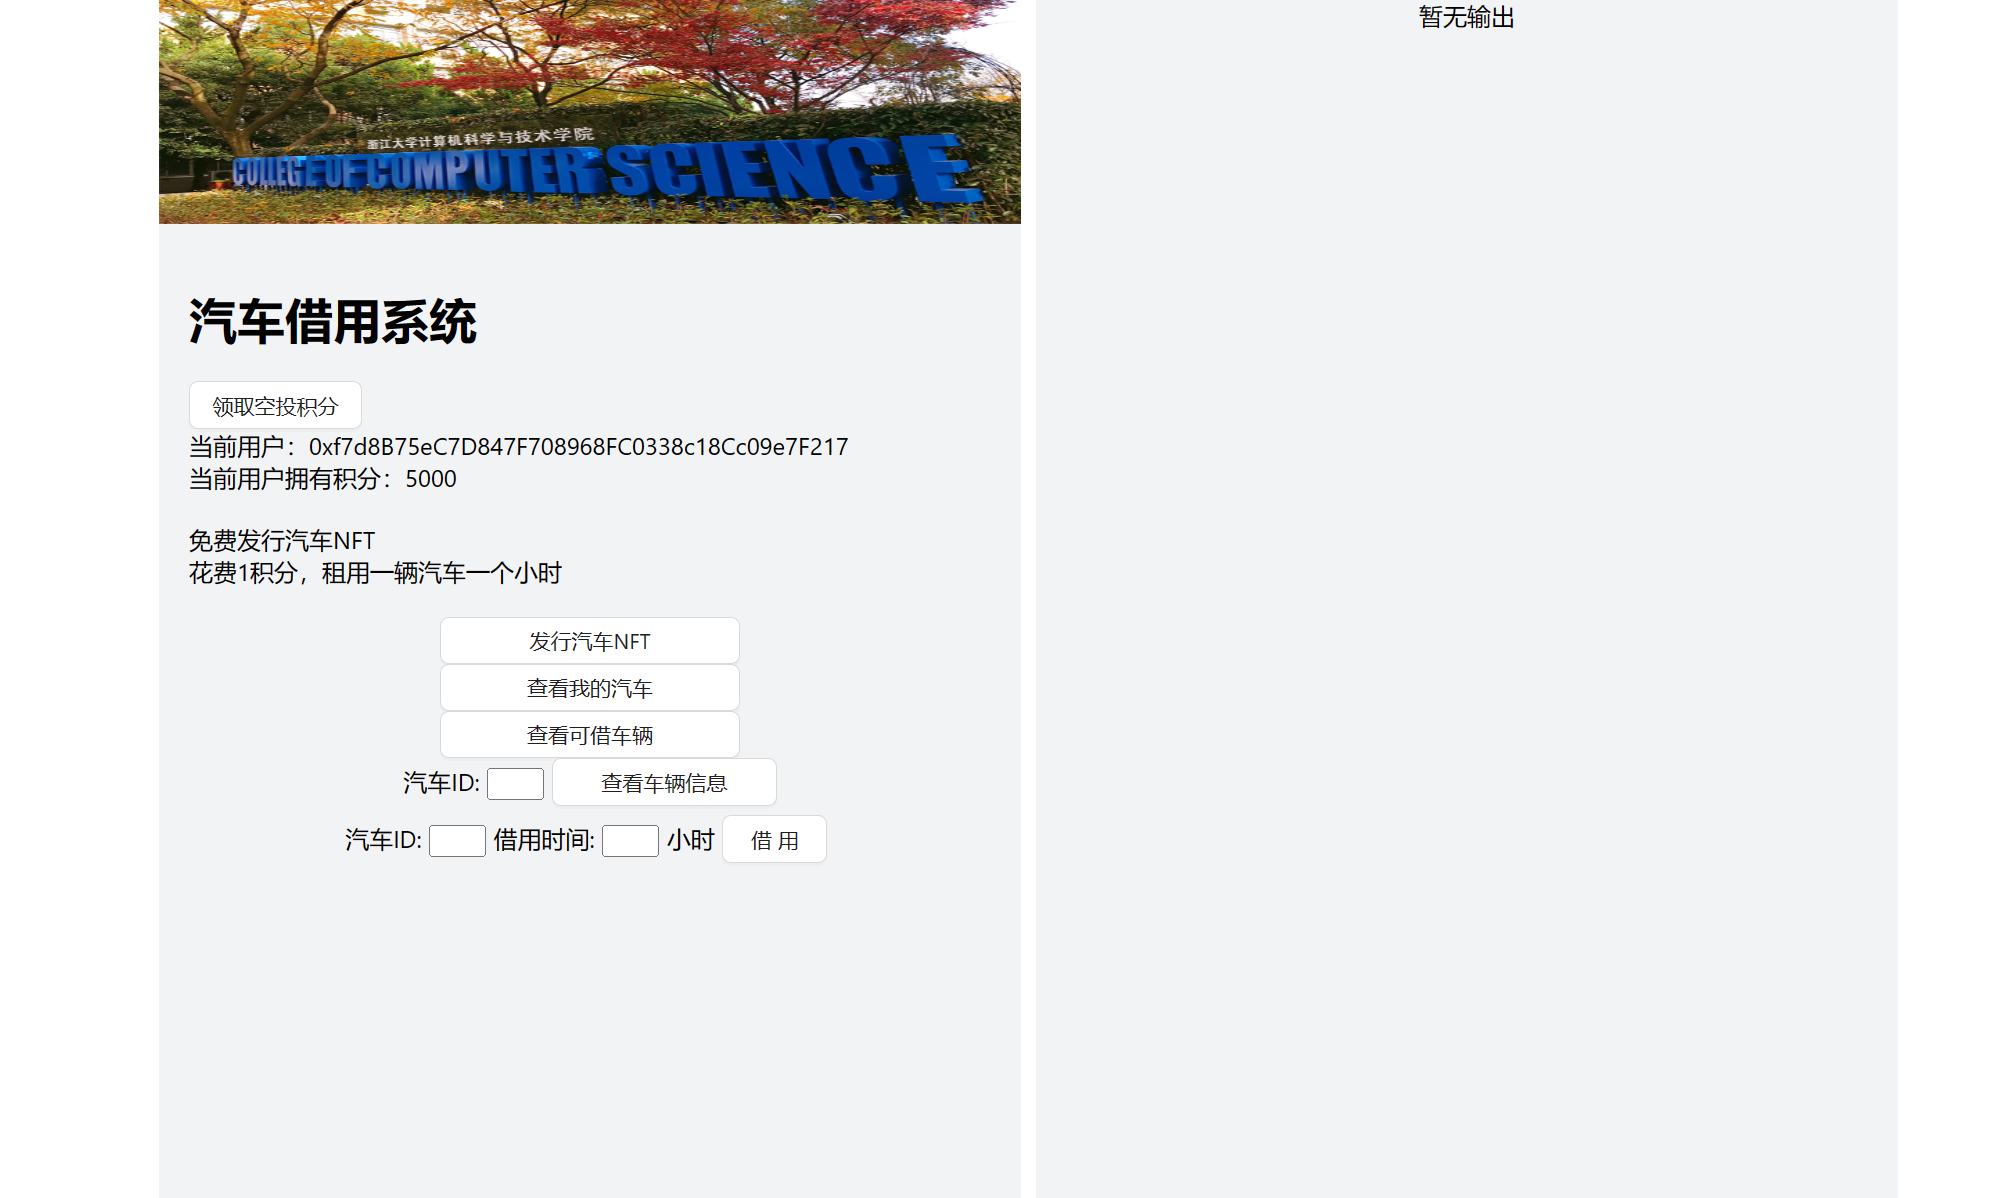 浙江大学计算机科学与技术学院
COLLEGE OF COMPUTER SCIENCE
汽车借用系统
领取空投积分
当前用户：0xf7d8B75eC7D847F708968FC0338c18Cc09e7F217
当前用户拥有积分：5000
免费发行汽车NFT
花费1积分，租用一辆汽车一个小时
发行汽车NFT
查看我的汽车
查看可借车辆
汽车ID: 查看车辆信息
汽车ID: 借用时间: 小时 借 用
暂无输出